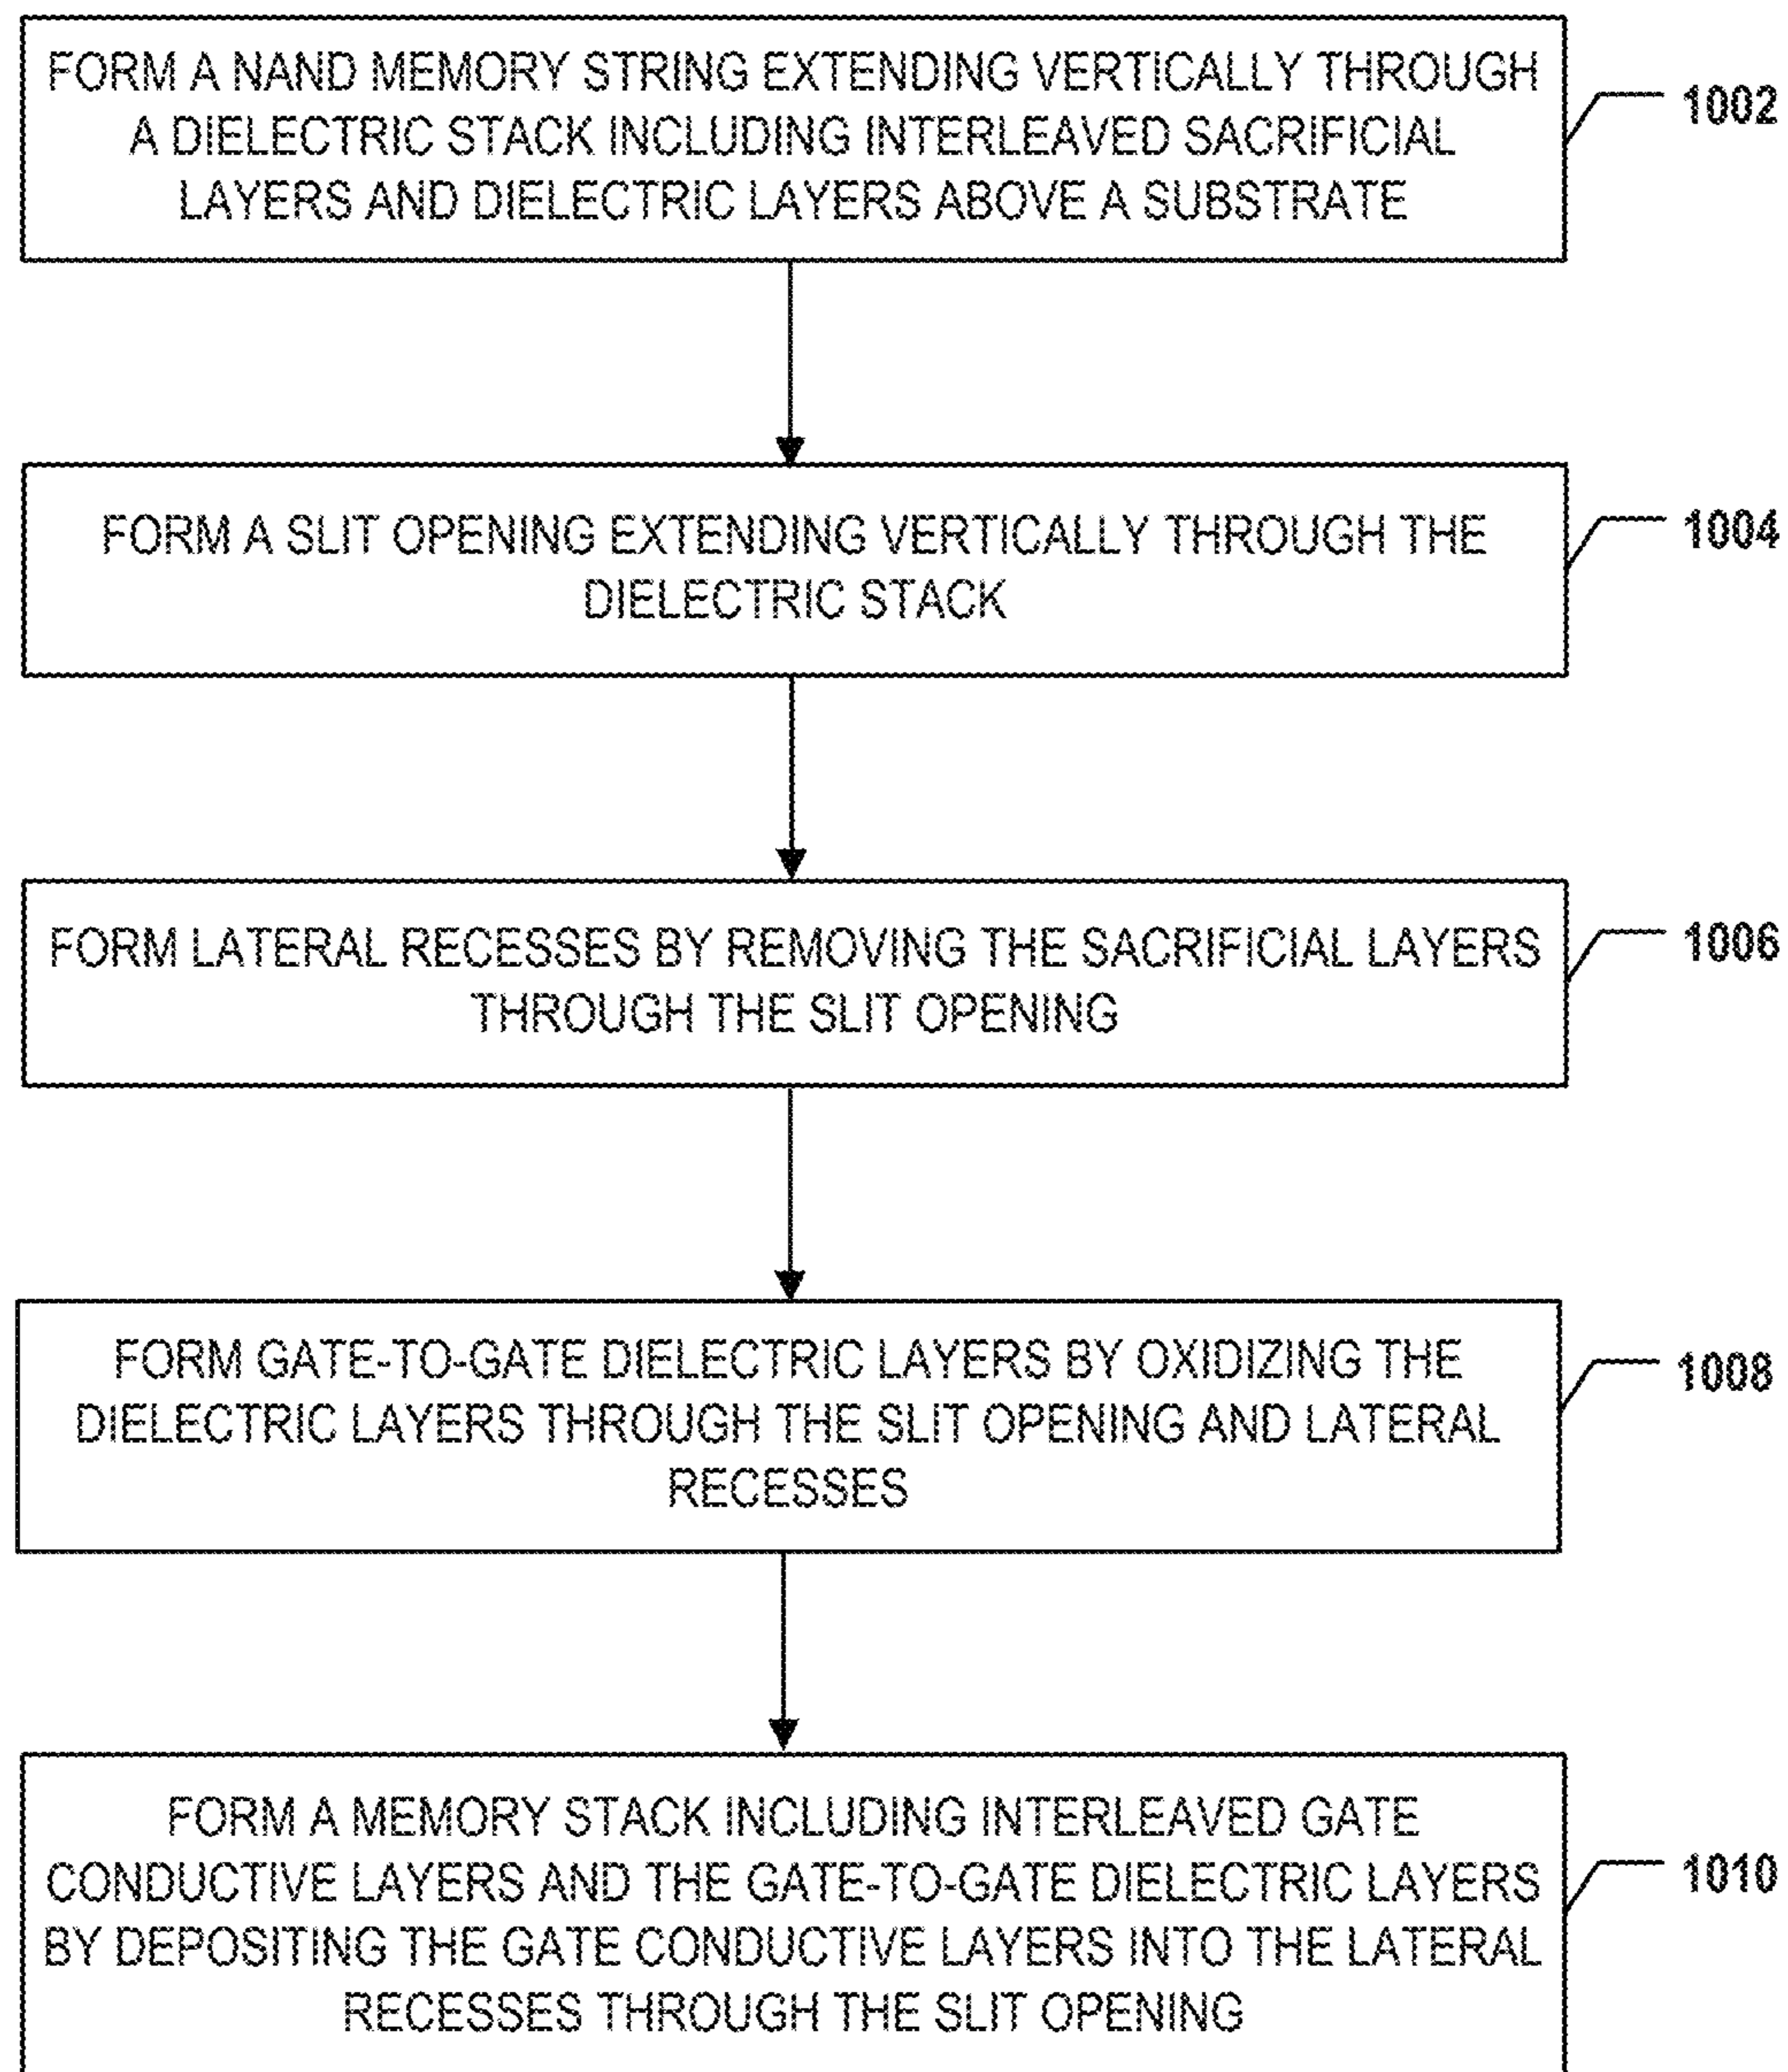 FORM A NAND MEMORY STRING EXTENDING VERTICALLY THROUGH
A DIELECTRIC STACK INCLUDING INTERLEAVED SACRIFICIAL
LAYERS AND DIELECTRIC LAYERS ABOVE A SUBSTRATE
1002
FORM A SLIT OPENING EXTENDING VERTICALLY THROUGH THE
DIELECTRIC STACK
1004
FORM LATERAL RECESSES BY REMOVING THE SACRIFICIAL LAYERS
THROUGH THE SLIT OPENING
1006
FORM GATE-TO-GATE DIELECTRIC LAYERS BY OXIDIZING THE
DIELECTRIC LAYERS THROUGH THE SLIT OPENING AND LATERAL
RECESSES
1008
FORM A MEMORY STACK INCLUDING INTERLEAVED GATE
CONDUCTIVE LAYERS AND THE GATE-TO-GATE DIELECTRIC LAYERS
BY DEPOSITING THE GATE CONDUCTIVE LAYERS INTO THE LATERAL
RECESSES THROUGH THE SLIT OPENING
1010